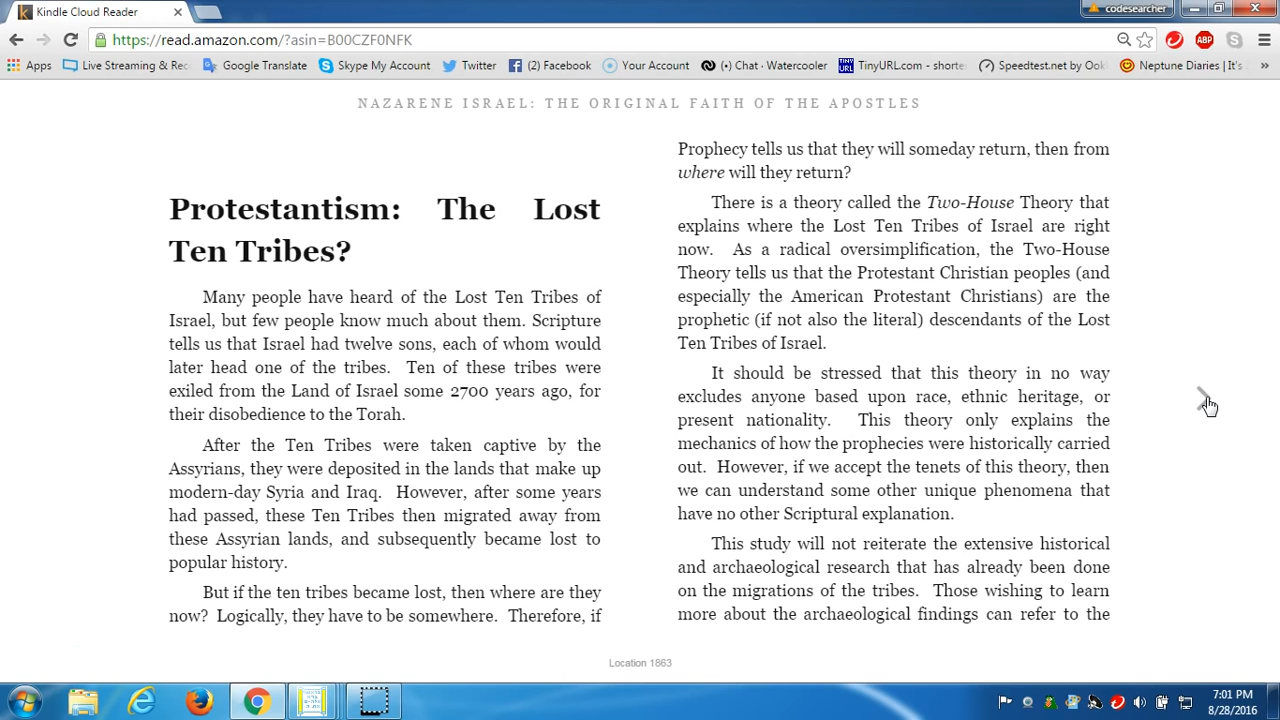 Kindle Cloud Reader
codesearcher
https://read.amazon.com/?asin=B00CZF0NFK
Apps
Live Streaming & Rec
Google Translate
Skype My Account
Twitter
(2) Facebook
Your Account
(•) Chat · Watercooler
TinyURL.com - shorte
Speedtest.net by Ookl
Neptune Diaries | It's
»
NAZARENE ISRAEL: THE ORIGINAL FAITH OF THE APOSTLES
Protestantism: The Lost
Ten Tribes?
Many people have heard of the Lost Ten Tribes of
Israel, but few people know much about them. Scripture
tells us that Israel had twelve sons, each of whom would
later head one of the tribes. Ten of these tribes were
exiled from the Land of Israel some 2700 years ago, for
their disobedience to the Torah.
After the Ten Tribes were taken captive by the
Assyrians, they were deposited in the lands that make up
modern-day Syria and Iraq. However, after some years
had passed, these Ten Tribes then migrated away from
these Assyrian lands, and subsequently became lost to
popular history.
But if the ten tribes became lost, then where are they
now? Logically, they have to be somewhere. Therefore, if
Prophecy tells us that they will someday return, then from
where will they return?
There is a theory called the Two-House Theory that
explains where the Lost Ten Tribes of Israel are right
now. As a radical oversimplification, the Two-House
Theory tells us that the Protestant Christian peoples (and
especially the American Protestant Christians) are the
prophetic (if not also the literal) descendants of the Lost
Ten Tribes of Israel.
It should be stressed that this theory in no way
excludes anyone based upon race, ethnic heritage, or
present nationality. This theory only explains the
mechanics of how the prophecies were historically carried
out. However, if we accept the tenets of this theory, then
we can understand some other unique phenomena that
have no other Scriptural explanation.
This study will not reiterate the extensive historical
and archaeological research that has already been done
on the migrations of the tribes. Those wishing to learn
more about the archaeological findings can refer to the
Location 1863
7:01 PM
8/28/2016